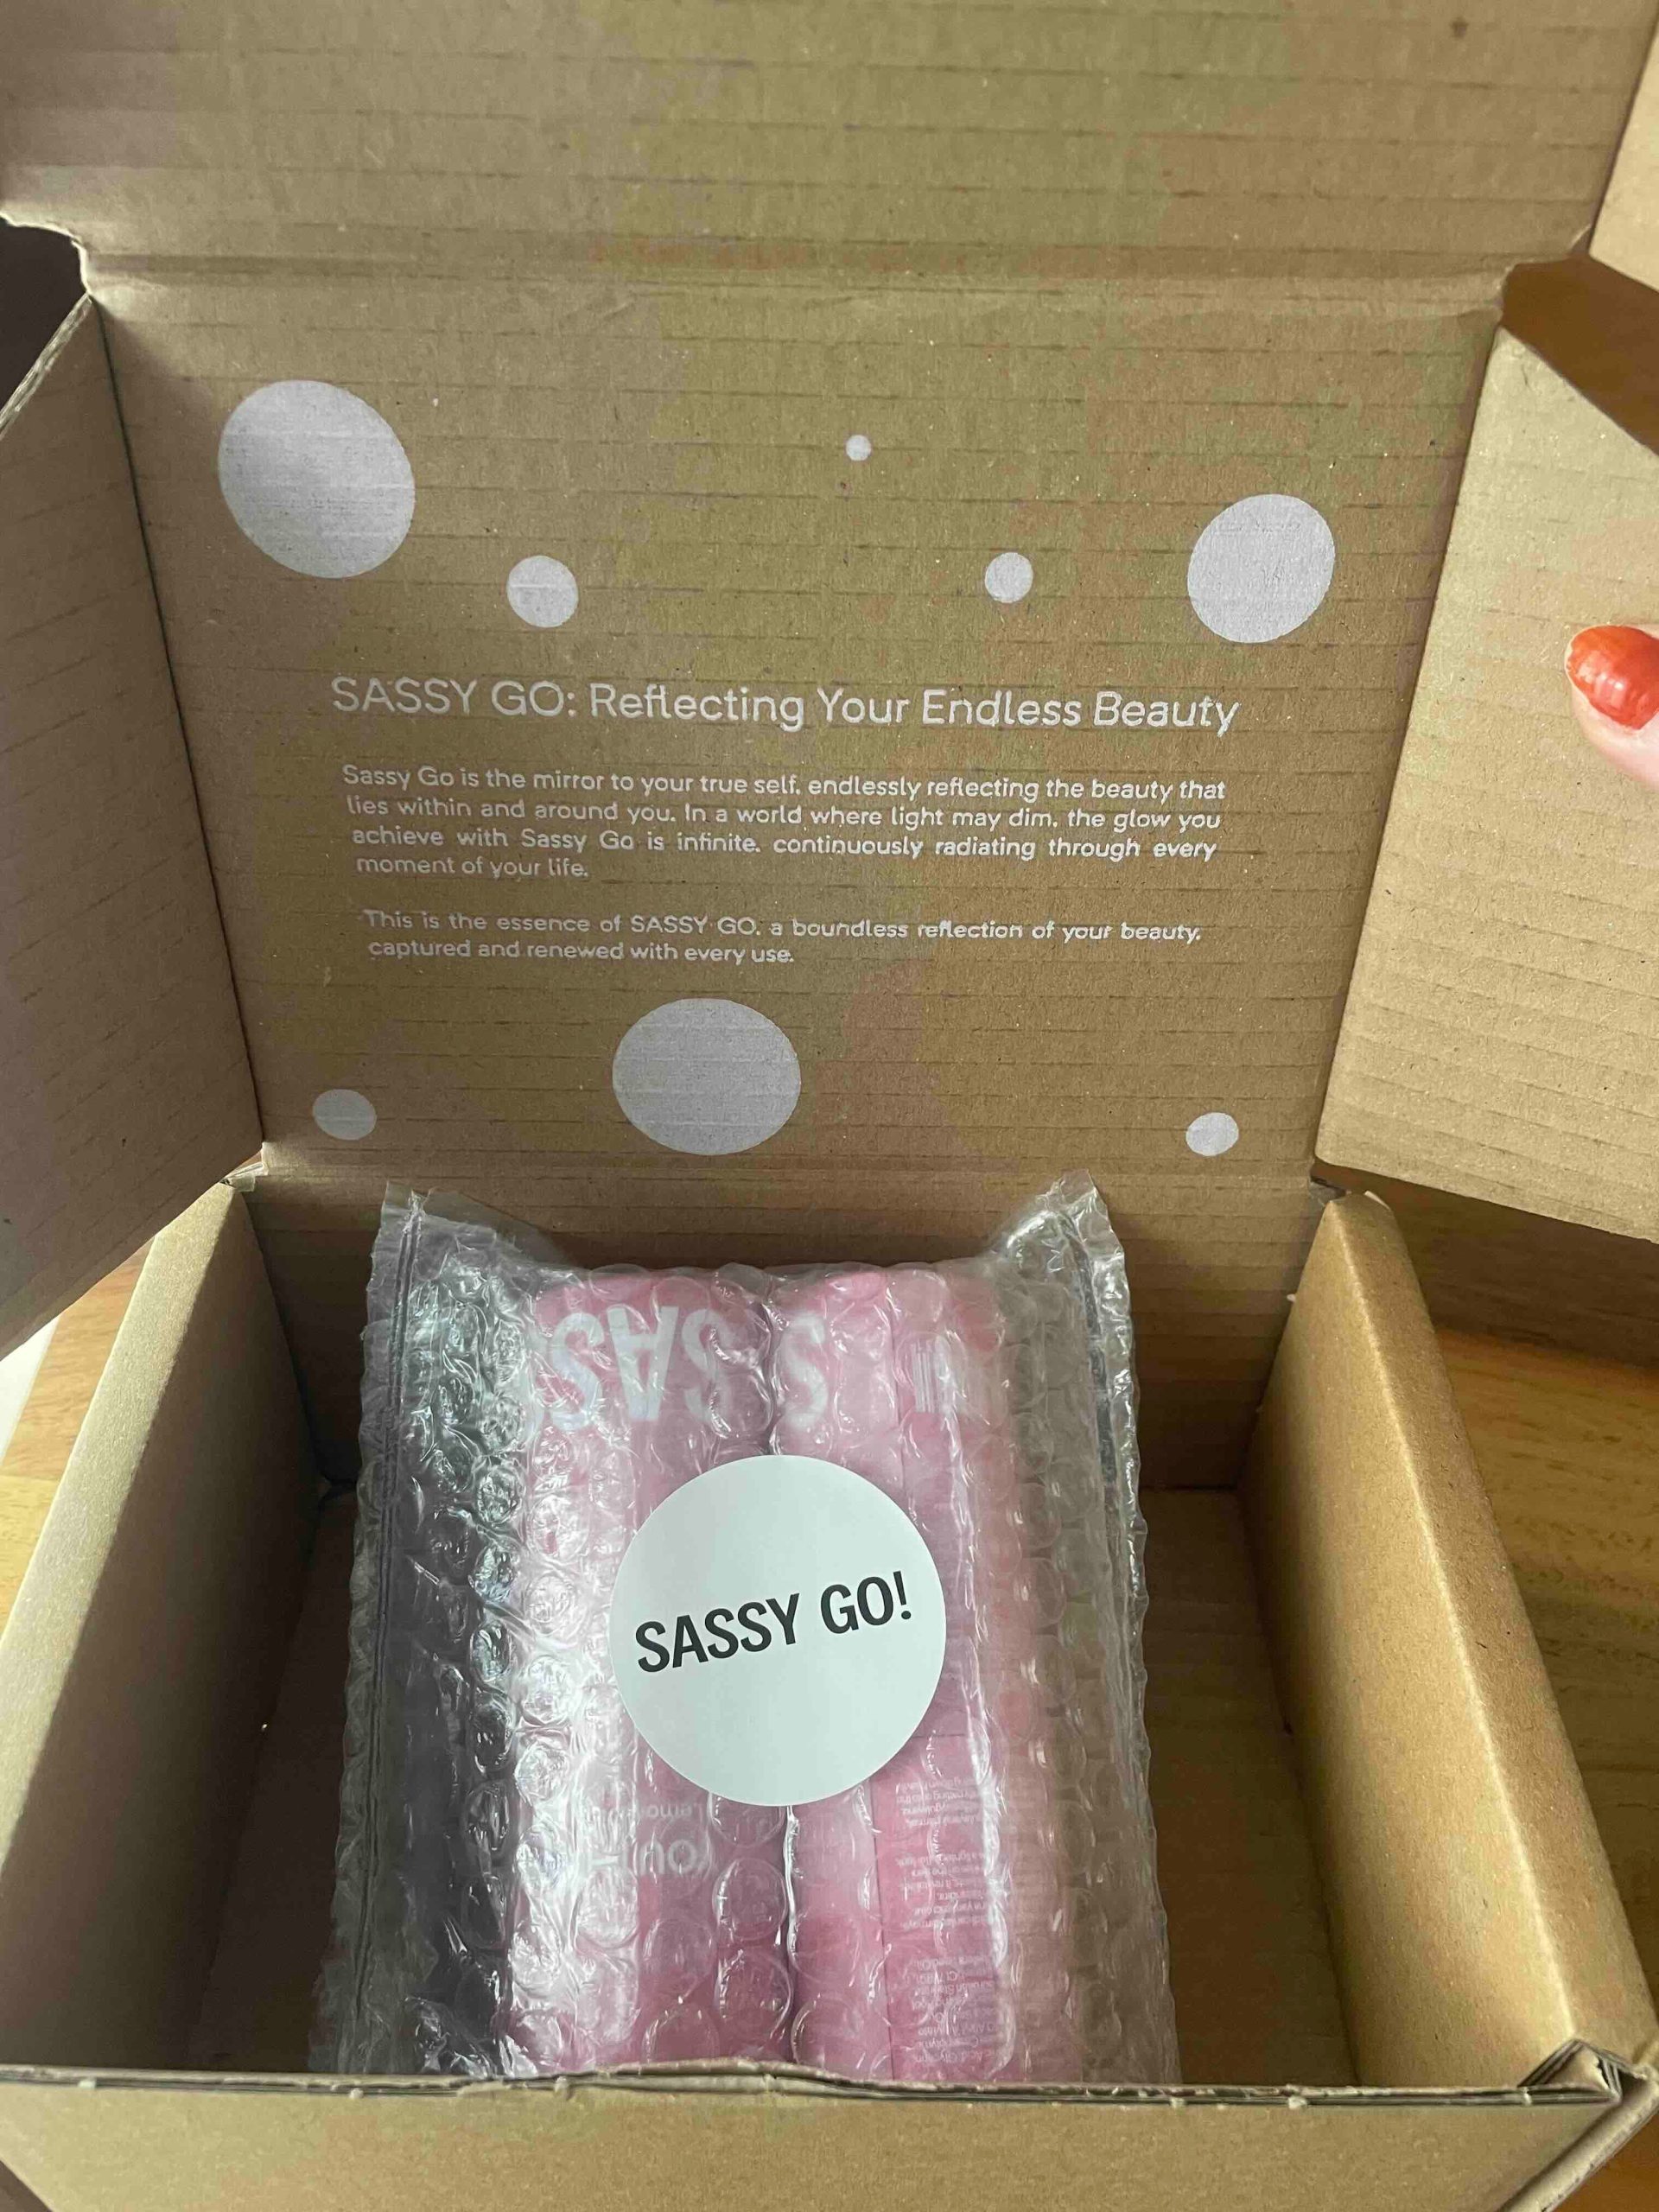 SASSY GO: Reflecting Your Endless Beauty
Sassy Go is the mirror to your true self, endlessly reflecting the beauty that
lies within and around you. In a world where light may dim, the glow you
achieve with Sassy Go is infinite, continuously radiating through every
moment of your life.
This is the essence of SASSY GO, a boundless reflection of your beauty,
captured and renewed with every use.
SASSY GO!